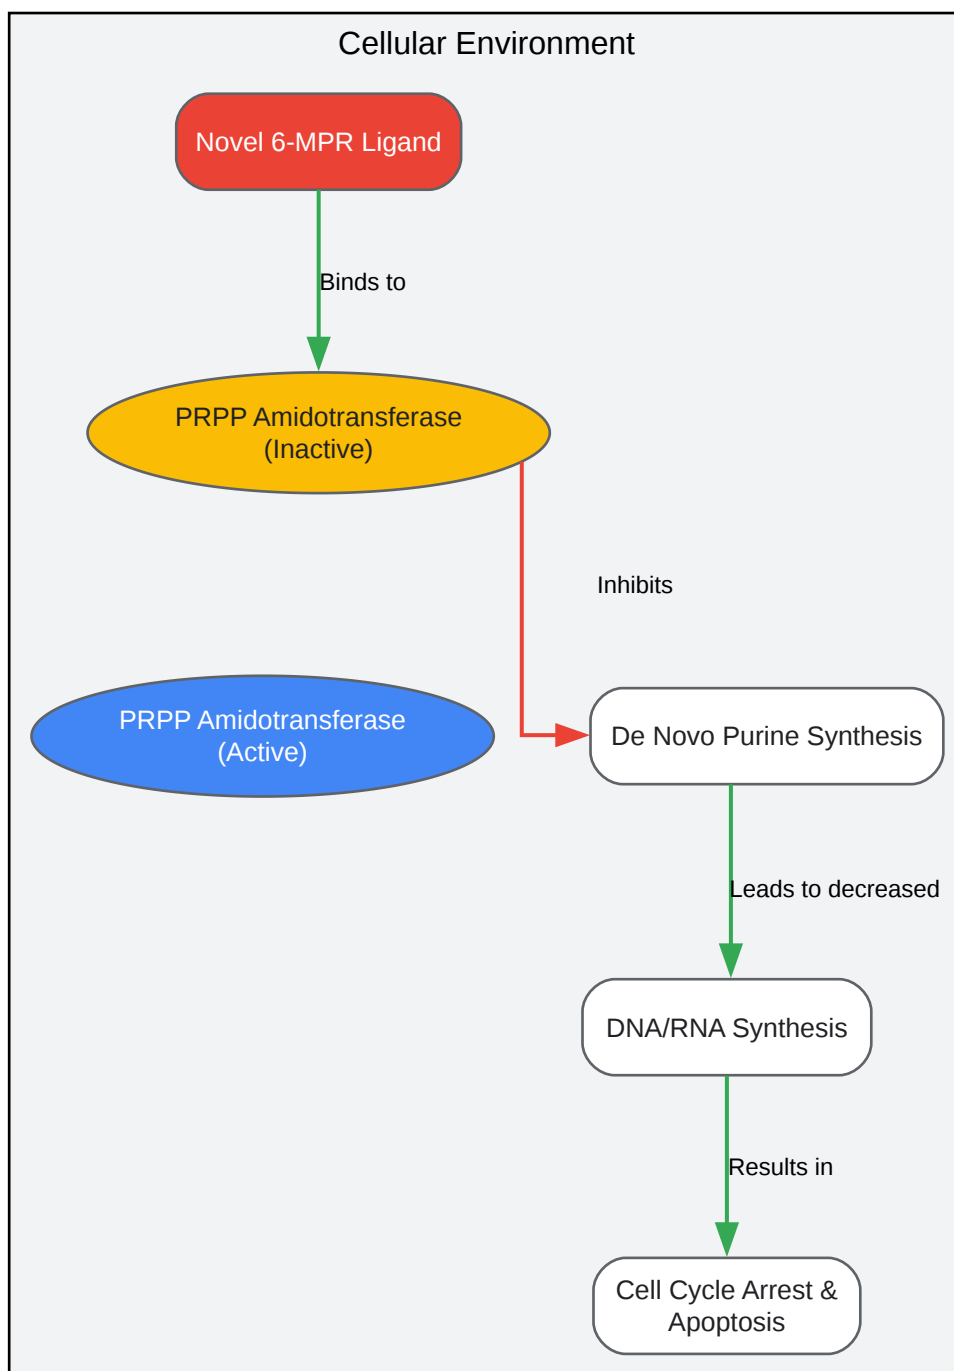 Cellular Environment
Novel 6-MPR Ligand
Binds to
PRPP Amidotransferase
(Inactive)
Inhibits
PRPP Amidotransferase
(Active)
De Novo Purine Synthesis
Leads to decreased
DNA/RNA Synthesis
Results in
Cell Cycle Arrest &
Apoptosis